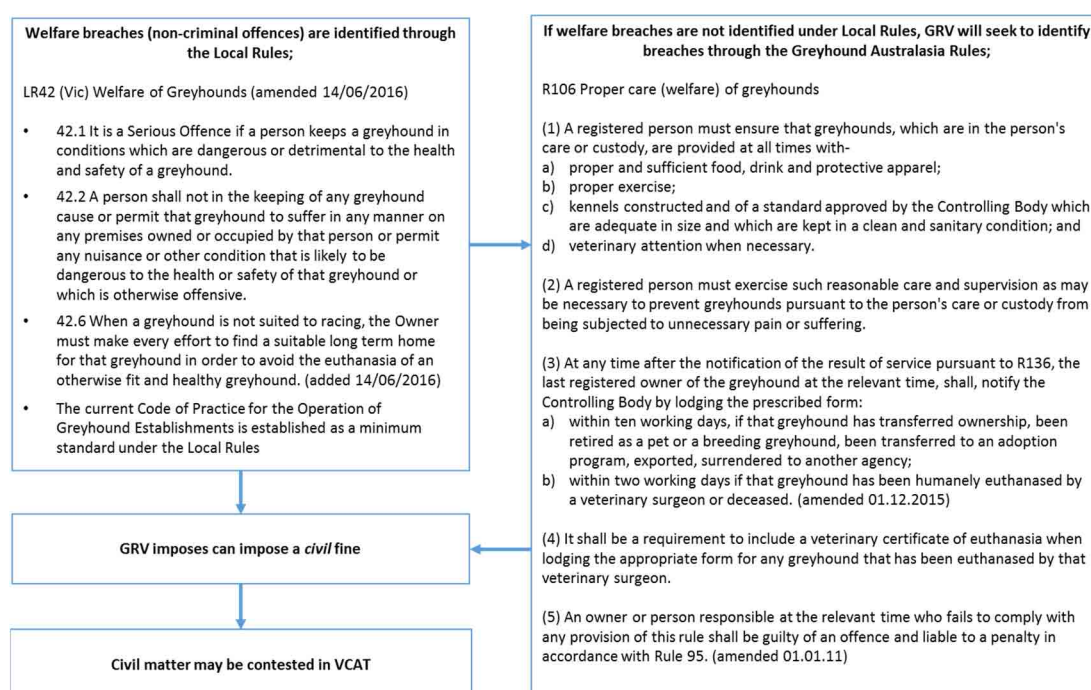 Welfare breaches (non-criminal offences) are identified through
the Local Rules;
LR42 (Vic) Welfare of Greyhounds (amended 14/06/2016)
• 42.1 It is a Serious Offence if a person keeps a greyhound in
conditions which are dangerous or detrimental to the health
and safety of a greyhound.
• 42.2 A person shall not in the keeping of any greyhound
cause or permit that greyhound to suffer in any manner on
any premises owned or occupied by that person or permit
any nuisance or other condition that is likely to be
dangerous to the health or safety of that greyhound or
which is otherwise offensive.
• 42.6 When a greyhound is not suited to racing, the Owner
must make every effort to find a suitable long term home
for that greyhound in order to avoid the euthanasia of an
otherwise fit and healthy greyhound. (added 14/06/2016)
• The current Code of Practice for the Operation of
Greyhound Establishments is established as a minimum
standard under the Local Rules
GRV imposes can impose a civil fine
Civil matter may be contested in VCAT
If welfare breaches are not identified under Local Rules, GRV will seek to identify
breaches through the Greyhound Australasia Rules;
R106 Proper care (welfare) of greyhounds
(1) A registered person must ensure that greyhounds, which are in the person's
care or custody, are provided at all times with-
a) proper and sufficient food, drink and protective apparel;
b) proper exercise;
c) kennels constructed and of a standard approved by the Controlling Body which
are adequate in size and which are kept in a clean and sanitary condition; and
d) veterinary attention when necessary.
(2) A registered person must exercise such reasonable care and supervision as may
be necessary to prevent greyhounds pursuant to the person's care or custody from
being subjected to unnecessary pain or suffering.
(3) At any time after the notification of the result of service pursuant to R136, the
last registered owner of the greyhound at the relevant time, shall, notify the
Controlling Body by lodging the prescribed form:
a) within ten working days, if that greyhound has transferred ownership, been
retired as a pet or a breeding greyhound, been transferred to an adoption
program, exported, surrendered to another agency;
b) within two working days if that greyhound has been humanely euthanased by
a veterinary surgeon or deceased. (amended 01.12.2015)
(4) It shall be a requirement to include a veterinary certificate of euthanasia when
lodging the appropriate form for any greyhound that has been euthanased by that
veterinary surgeon.
(5) An owner or person responsible at the relevant time who fails to comply with
any provision of this rule shall be guilty of an offence and liable to a penalty in
accordance with Rule 95. (amended 01.01.11)